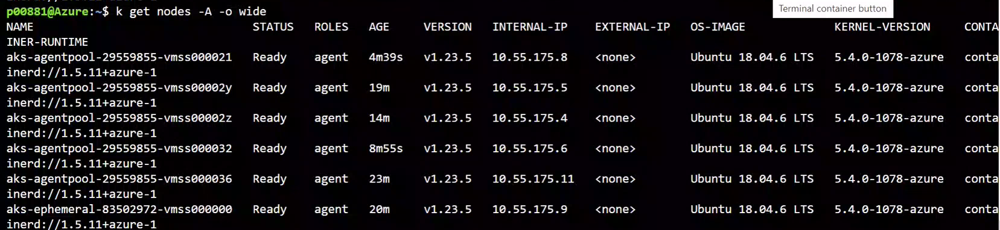 p00881@Azure:~$ k get nodes -A -o wide
Terminal container button
NAME STATUS ROLES AGE VERSION INTERNAL-IP EXTERNAL-IP OS-IMAGE KERNEL-VERSION CONTA
INER-RUNTIME
aks-agentpool-29559855-vmss000021 Ready agent 4m39s v1.23.5 10.55.175.8 <none> Ubuntu 18.04.6 LTS 5.4.0-1078-azure conta
inerd://1.5.11+azure-1
aks-agentpool-29559855-vmss00002y Ready agent 19m v1.23.5 10.55.175.5 <none> Ubuntu 18.04.6 LTS 5.4.0-1078-azure conta
inerd://1.5.11+azure-1
aks-agentpool-29559855-vmss00002z Ready agent 14m v1.23.5 10.55.175.4 <none> Ubuntu 18.04.6 LTS 5.4.0-1078-azure conta
inerd://1.5.11+azure-1
aks-agentpool-29559855-vmss000032 Ready agent 8m55s v1.23.5 10.55.175.6 <none> Ubuntu 18.04.6 LTS 5.4.0-1078-azure conta
inerd://1.5.11+azure-1
aks-agentpool-29559855-vmss000036 Ready agent 23m v1.23.5 10.55.175.11 <none> Ubuntu 18.04.6 LTS 5.4.0-1078-azure conta
inerd://1.5.11+azure-1
aks-ephemeral-83502972-vmss000000 Ready agent 20m v1.23.5 10.55.175.9 <none> Ubuntu 18.04.6 LTS 5.4.0-1078-azure conta
inerd://1.5.11+azure-1